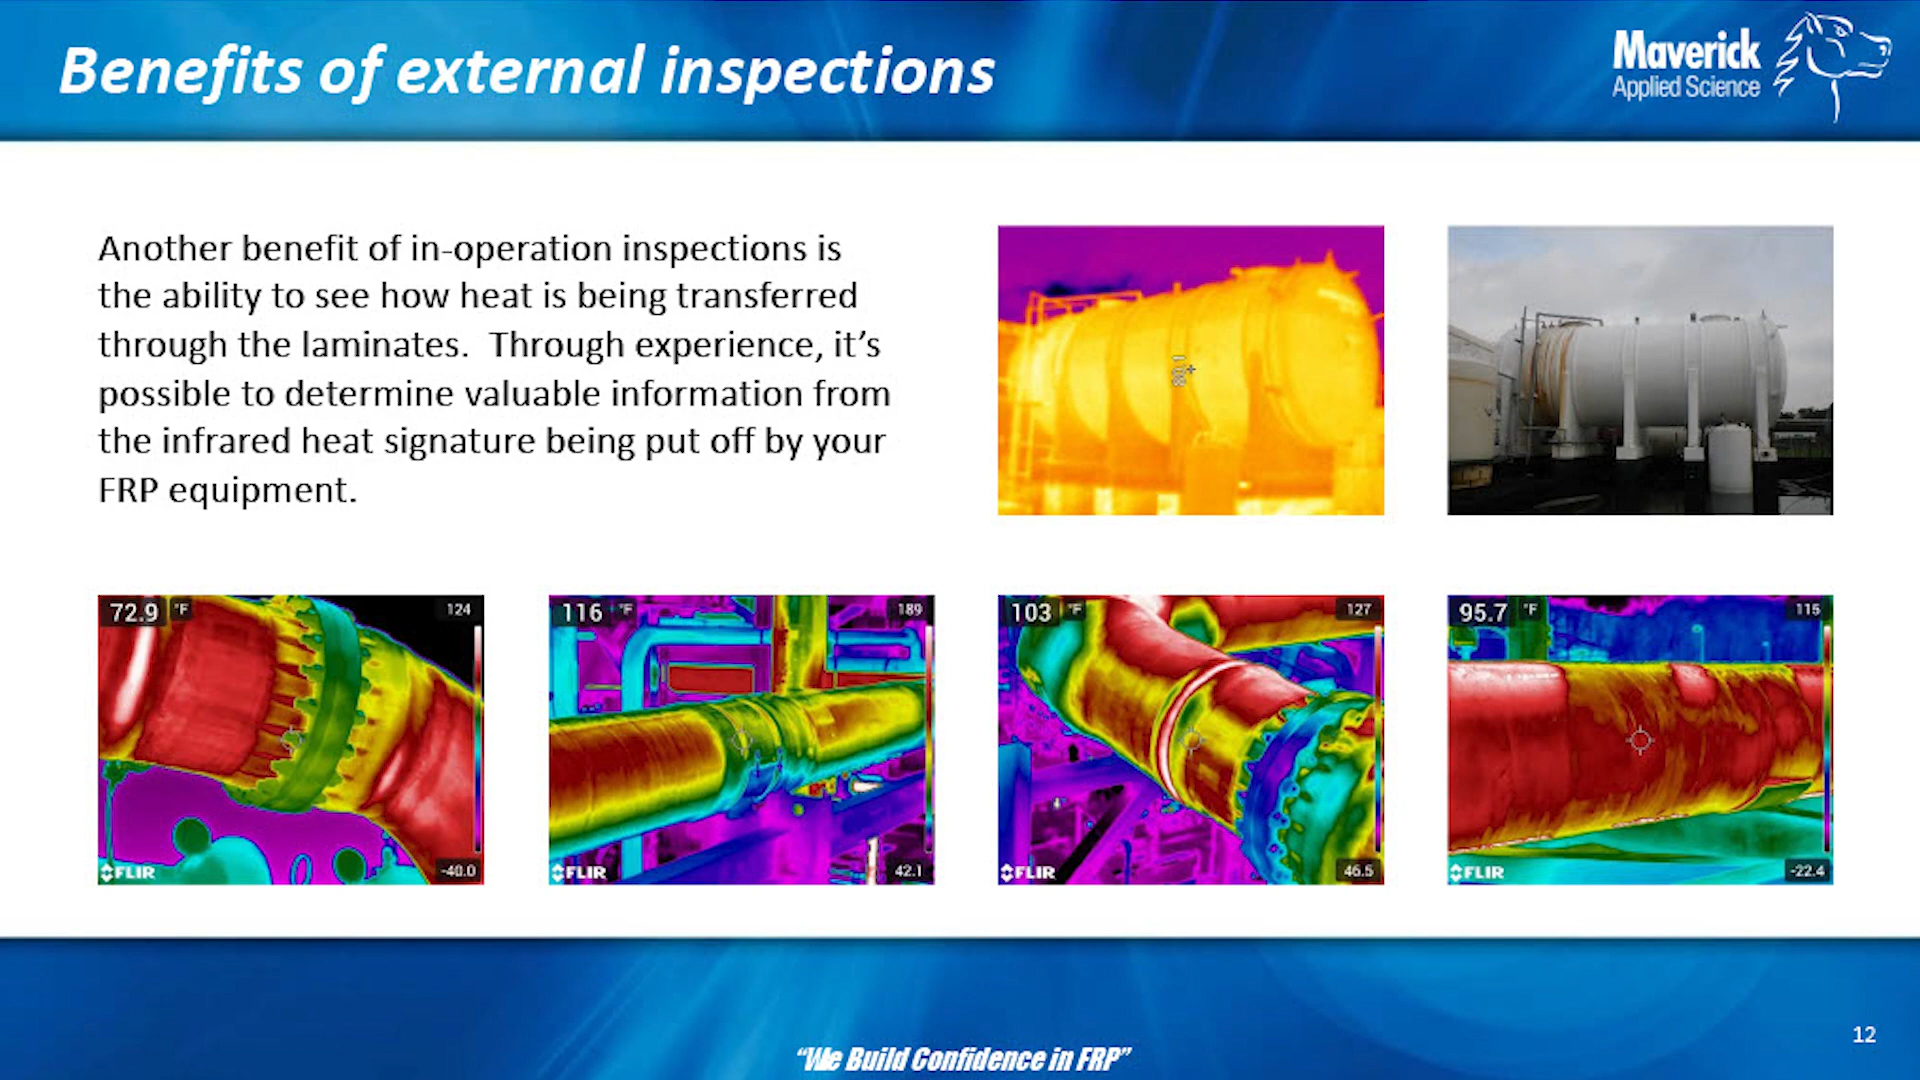 Benefits of external inspections
Maverick
Applied Science
Another benefit of in-operation inspections is
the ability to see how heat is being transferred
through the laminates. Through experience, it's
possible to determine valuable information from
the infrared heat signature being put off by your
FRP equipment.
72.9 °F
124
-40.0
FLIR
116 °F
189
42.1
FLIR
103 °F
127
46.5
FLIR
95.7 °F
115
-22.4
FLIR
12
“We Build Confidence in FRP”